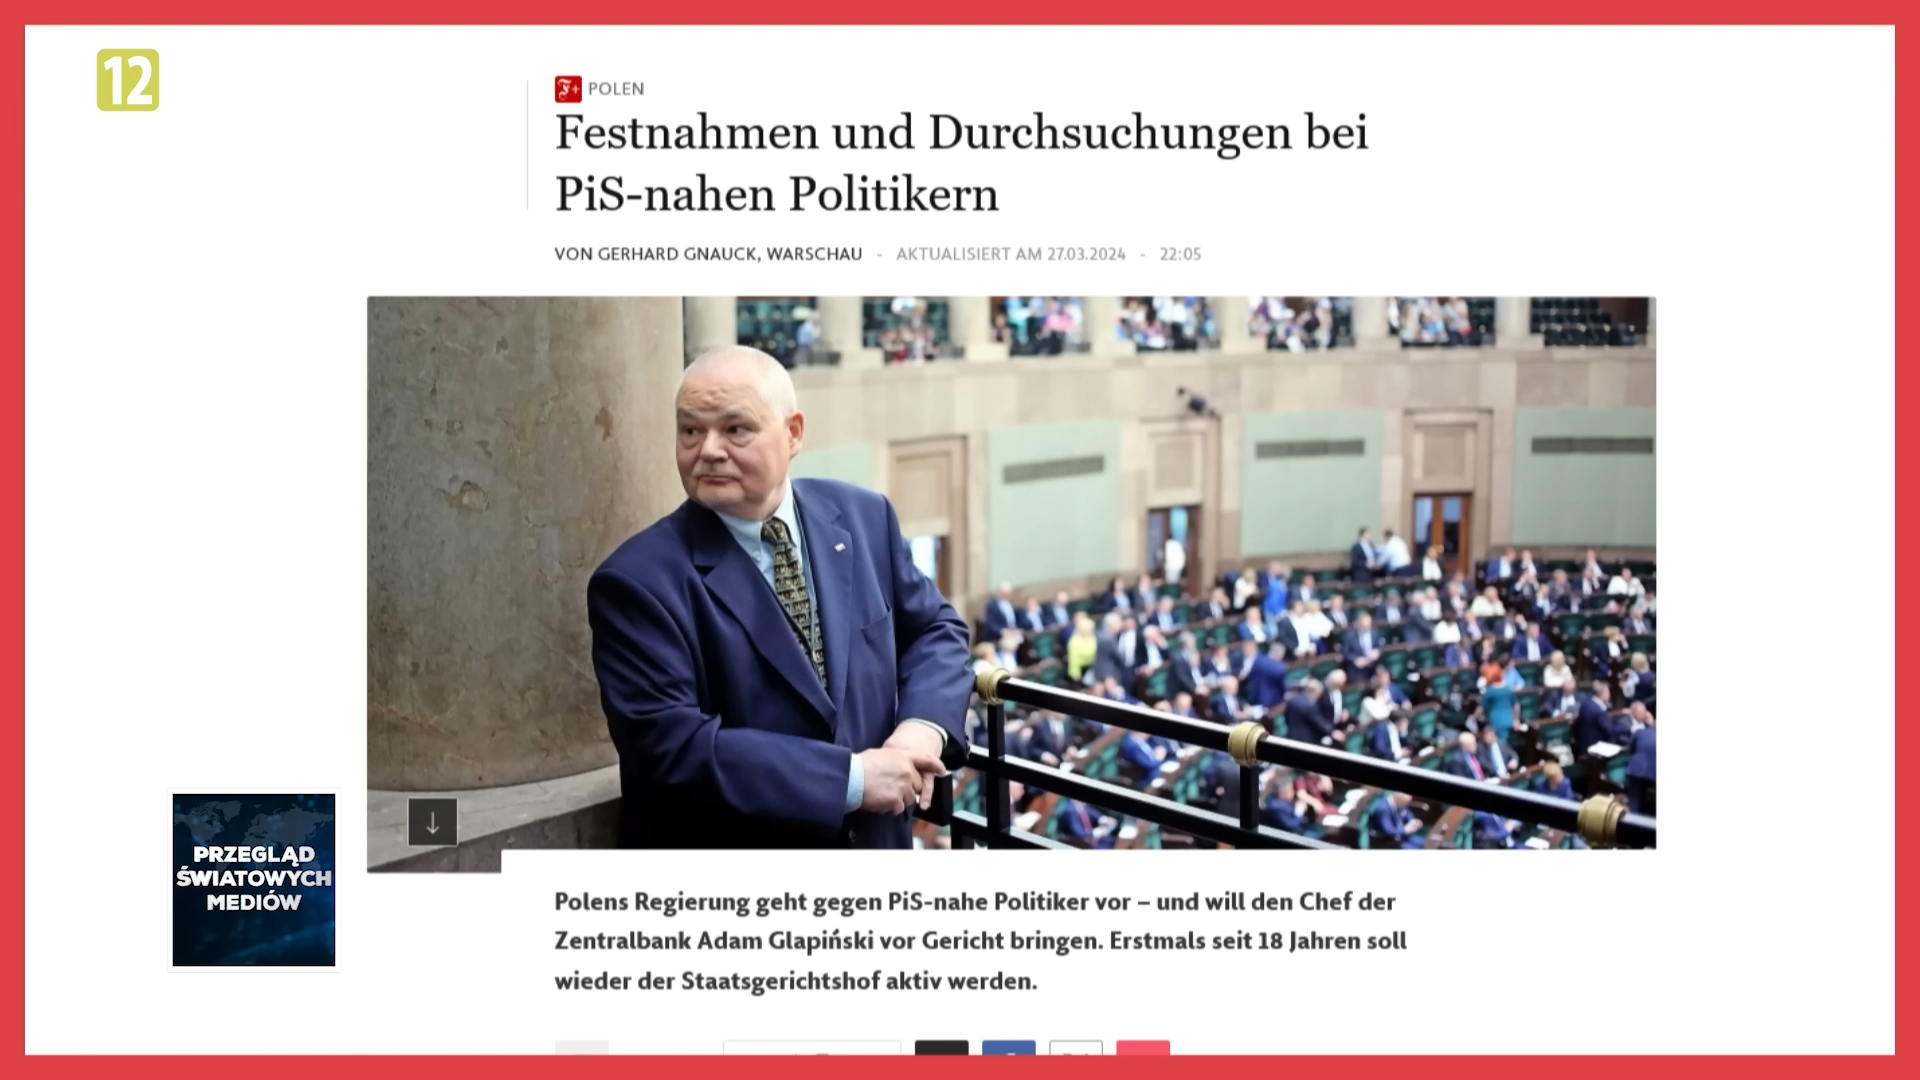 12
F+ POLEN
Festnahmen und Durchsuchungen bei
PiS-nahen Politikern
VON GERHARD GNAUCK, WARSCHAU - AKTUALISIERT AM 27.03.2024 - 22:05
PRZEGLĄD
ŚWIATOWYCH
MEDIÓW
Polens Regierung geht gegen PiS-nahe Politiker vor – und will den Chef der
Zentralbank Adam Glapiński vor Gericht bringen. Erstmals seit 18 Jahren soll
wieder der Staatsgerichtshof aktiv werden.